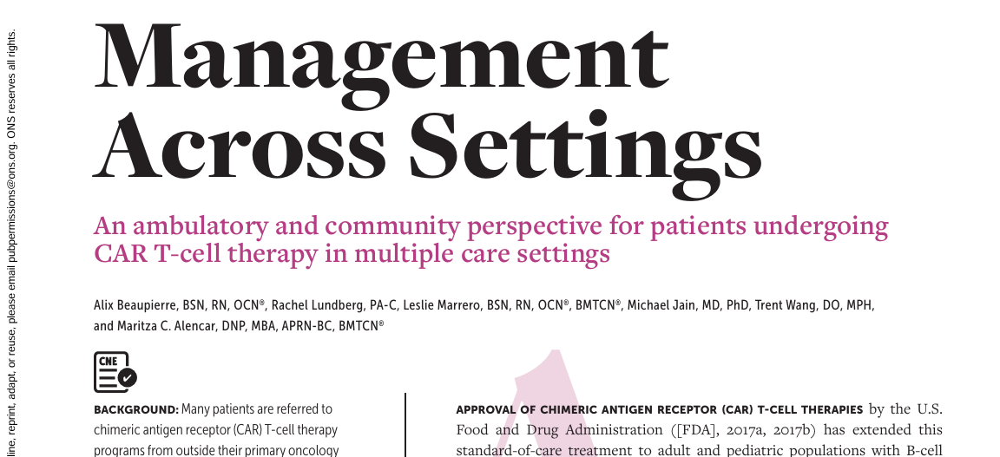 Management
Across Settings
An ambulatory and community perspective for patients undergoing
CAR T-cell therapy in multiple care settings
Alix Beaupierre, BSN, RN, OCN®, Rachel Lundberg, PA-C, Leslie Marrero, BSN, RN, OCN®, BMTCN®, Michael Jain, MD, PhD, Trent Wang, DO, MPH,
and Maritza C. Alencar, DNP, MBA, APRN-BC, BMTCN®
CNE
BACKGROUND: Many patients are referred to
chimeric antigen receptor (CAR) T-cell therapy
programs from outside their primary oncology
A
APPROVAL OF CHIMERIC ANTIGEN RECEPTOR (CAR) T-CELL THERAPIES by the U.S.
Food and Drug Administration ([FDA], 2017a, 2017b) has extended this
standard-of-care treatment to adult and pediatric populations with B-cell
line, reprint, adapt, or reuse, please email pubpermissions@ons.org. ONS reserves all rights.